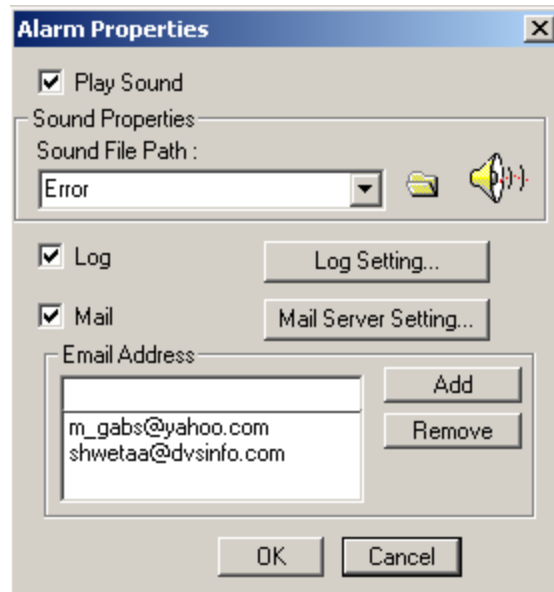 Alarm Properties
Play Sound
Sound Properties
Sound File Path :
Error
Log
Log Setting...
Mail
Mail Server Setting...
Email Address
Add
m_gabs@yahoo.com
Remove
shwetaa@dvsinfo.com
OK
Cancel